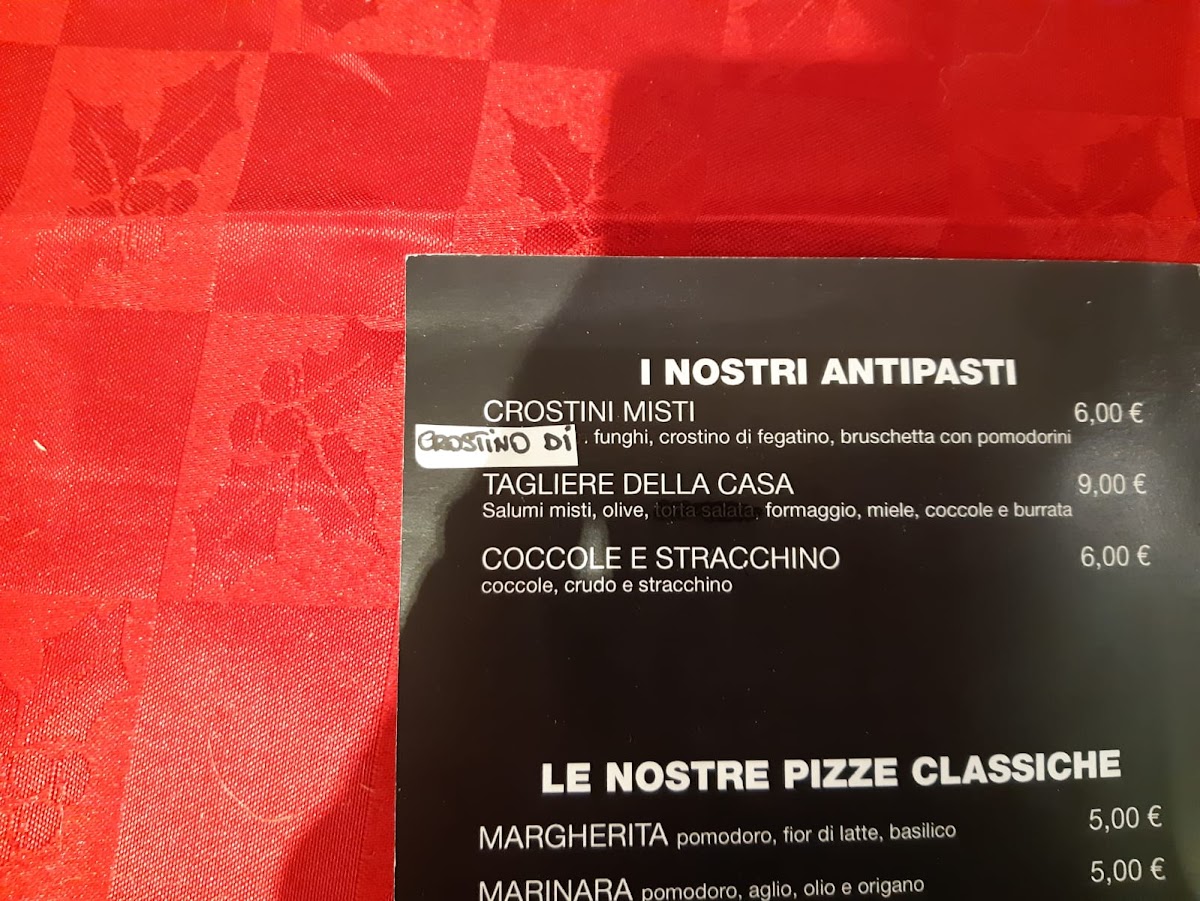 I NOSTRI ANTIPASTI
CROSTINI MISTI 6,00 €
CROSTINO DI . funghi, crostino di fegatino, bruschetta con pomodorini
TAGLIERE DELLA CASA 9,00 €
Salumi misti, olive, torta salata, formaggio, miele, coccole e burrata
COCCOLE E STRACCHINO 6,00 €
coccole, crudo e stracchino
LE NOSTRE PIZZE CLASSICHE
MARGHERITA pomodoro, fior di latte, basilico 5,00 €
MARINARA pomodoro, aglio, olio e origano 5,00 €